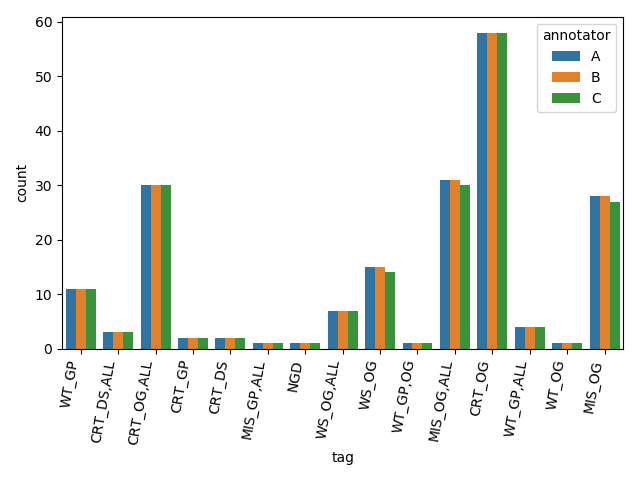 60
50
40
30
20
10
0
count
annotator
A
B
C
WT_GP
CRT_DS,ALL
CRT_OG,ALL
CRT_GP
CRT_DS
MIS_GP,ALL
NGD
WS_OG,ALL
WS_OG
WT_GP,OG
MIS_OG,ALL
CRT_OG
WT_GP,ALL
WT_OG
MIS_OG
tag